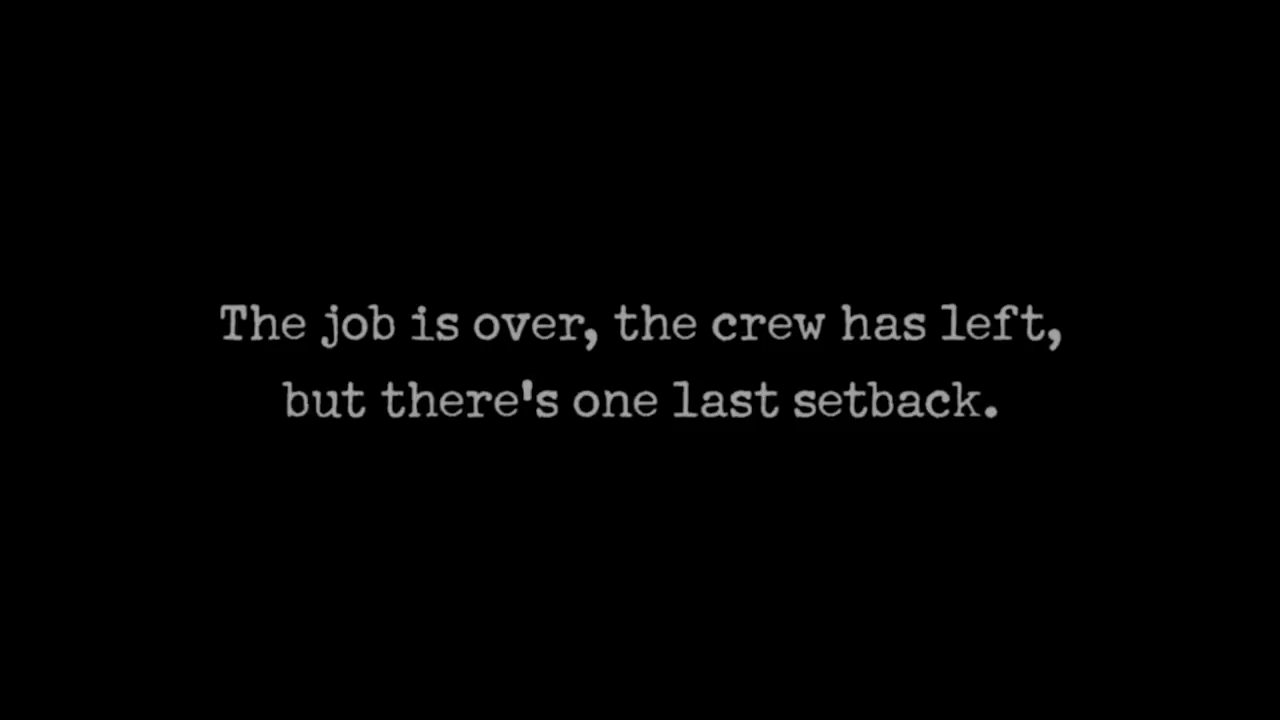 The job is over, the crew has left,
but there's one last setback.